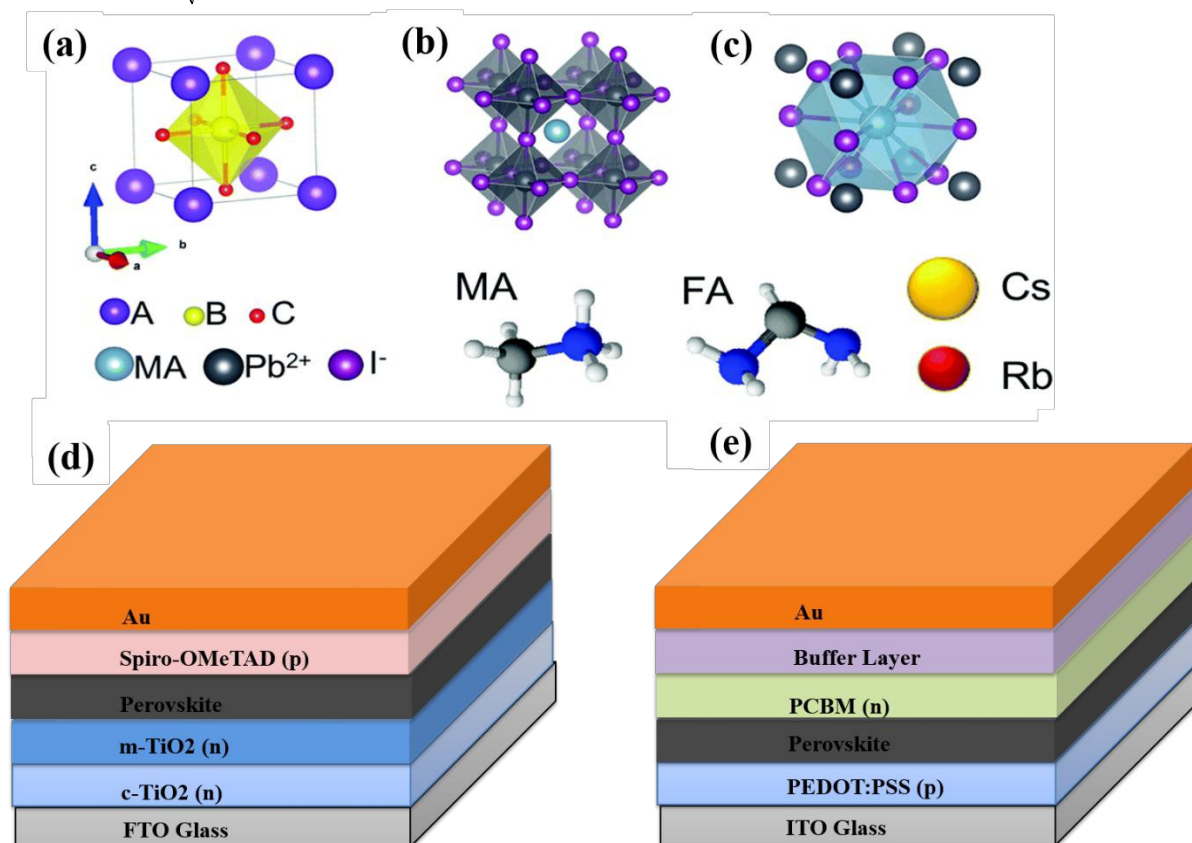 (a)
(b)
(c)
c
b
a
A B C
MA Pb²⁺ I⁻
MA
FA
Cs
Rb
(d)
Au
Spiro-OMeTAD (p)
Perovskite
m-TiO2 (n)
c-TiO2 (n)
FTO Glass
(e)
Au
Buffer Layer
PCBM (n)
Perovskite
PEDOT:PSS (p)
ITO Glass